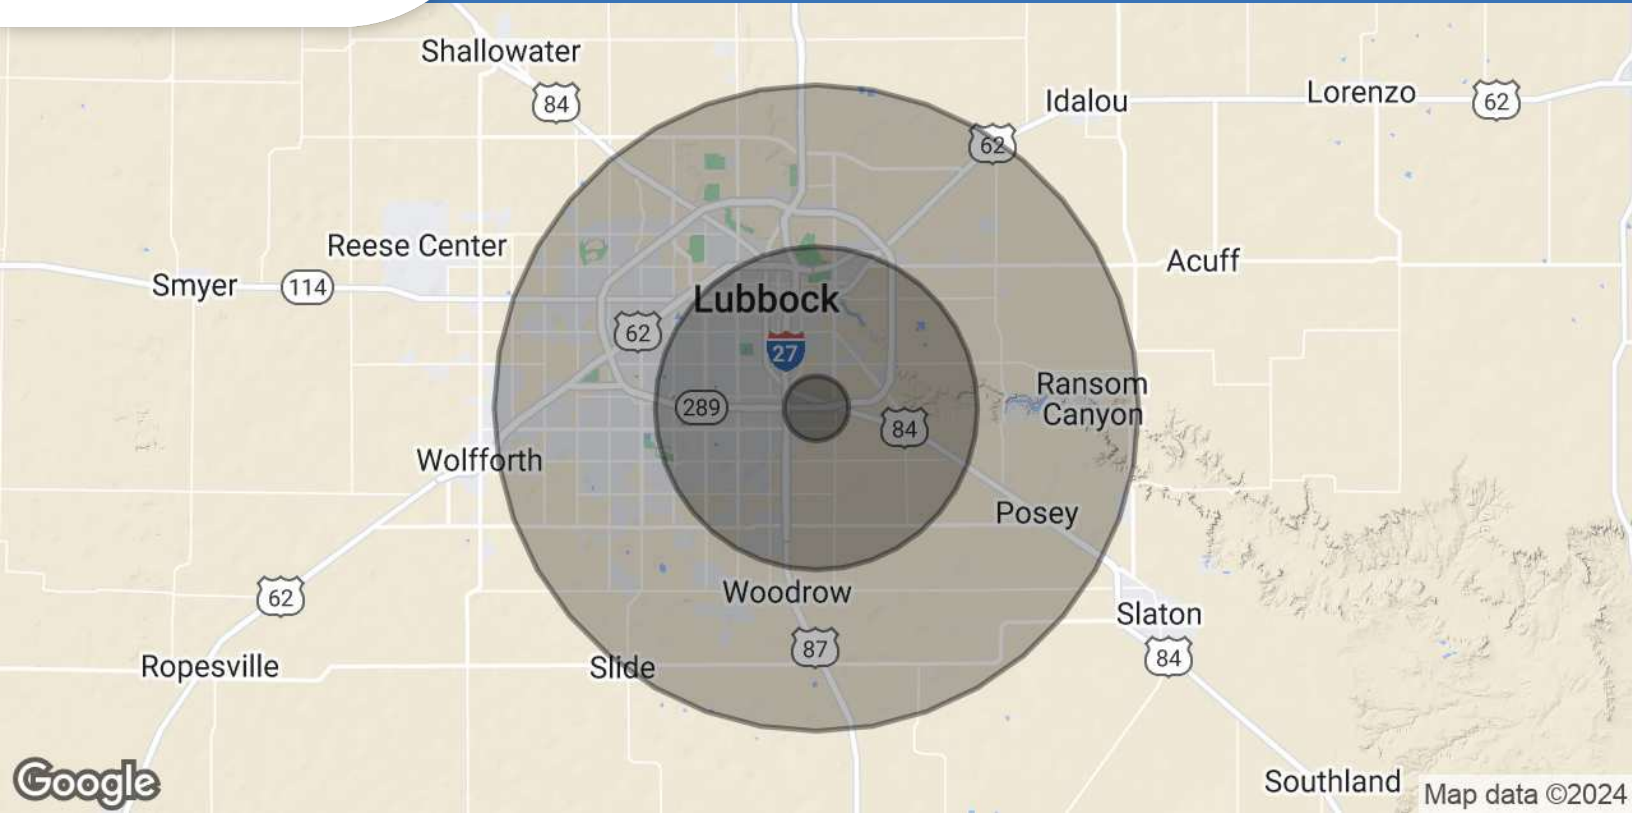 Shallowater
84
Idalou
Lorenzo
62
62
Reese Center
Acuff
Smyer
114
Lubbock
62
27
Ransom
Canyon
289
84
Wolfforth
Posey
62
Woodrow
Slaton
87
84
Ropesville
Slide
Google
Southland
Map data ©2024